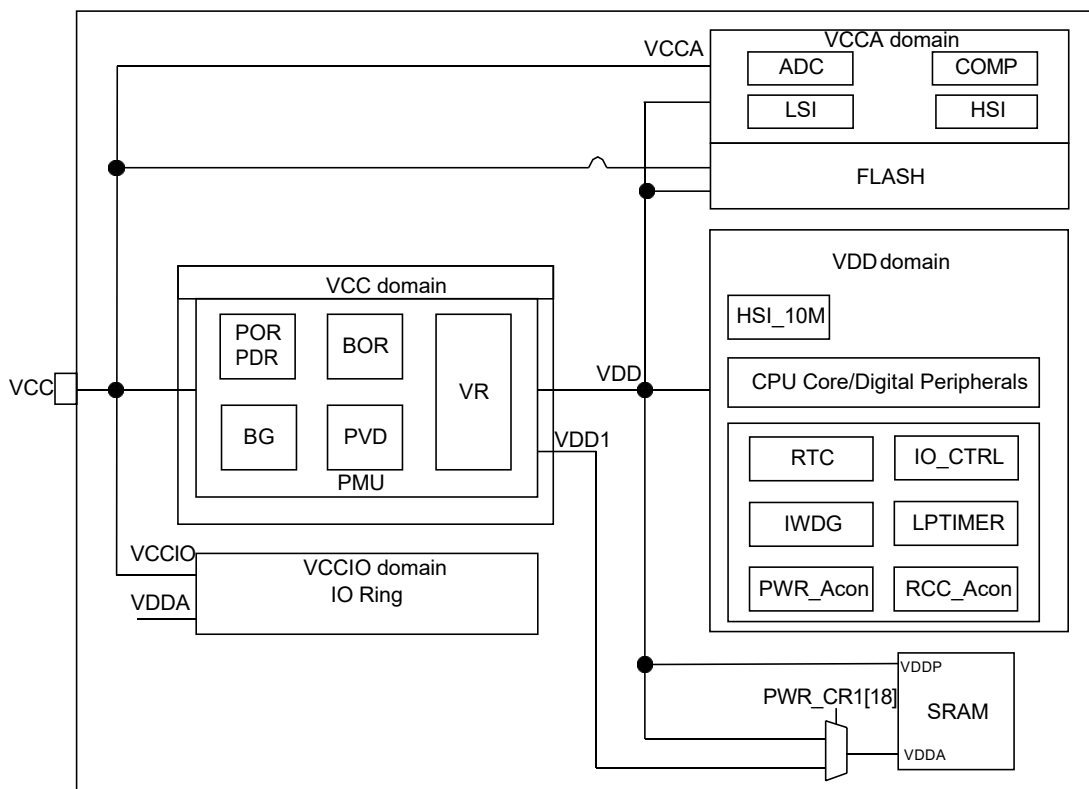 VCCA
VCCA domain
ADC
COMP
LSI
HSI
FLASH
VCC domain
POR
PDR
BOR
VR
BG
PVD
PMU
VCC
VDD
VDD1
VDD domain
HSI_10M
CPU Core/Digital Peripherals
RTC
IO_CTRL
IWDG
LPTIMER
PWR_Acon
RCC_Acon
VCCIO
VCCIO domain
IO Ring
VDDA
PWR_CR1[18]
VDDP
SRAM
VDDA